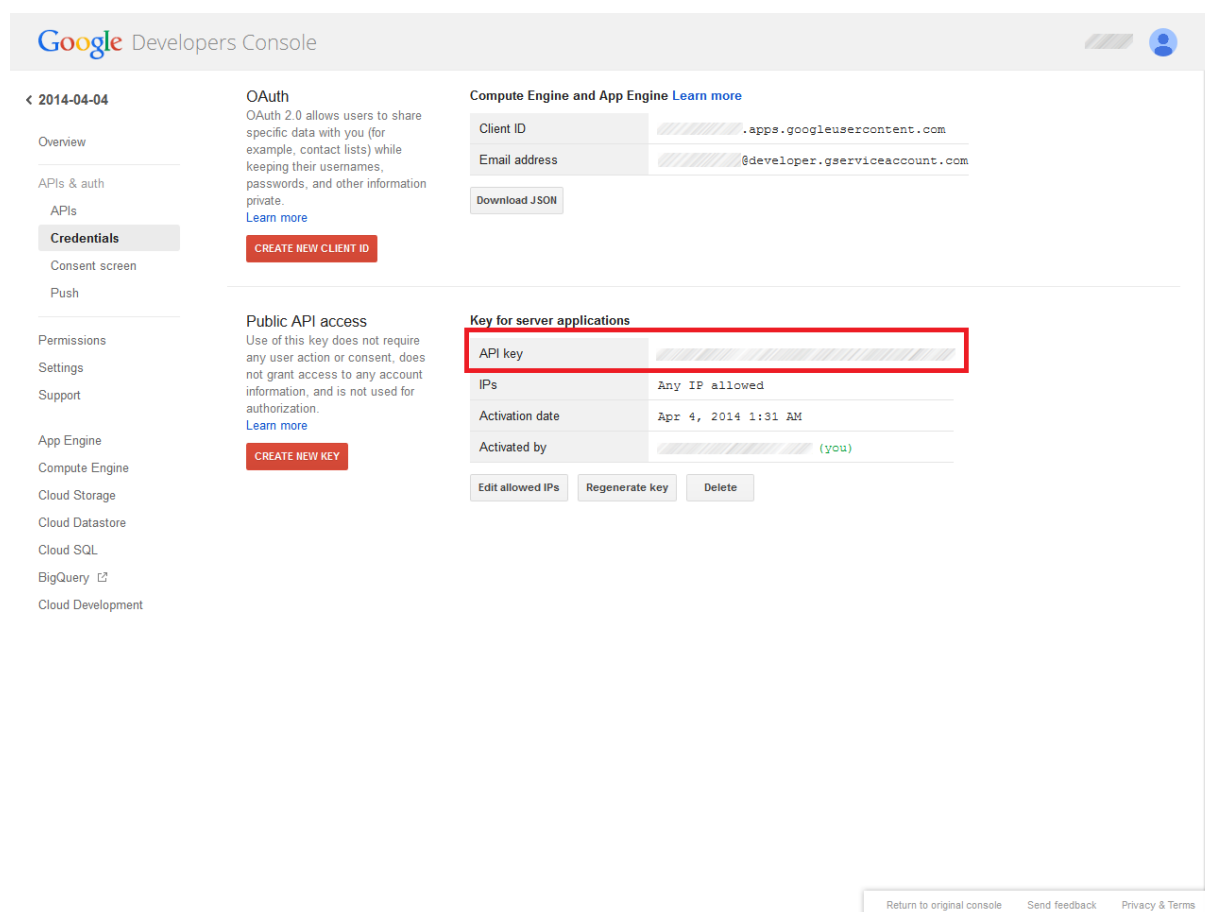 Google Developers Console
2014-04-04
Overview
APIs & auth
APIs
Credentials
Consent screen
Push
Permissions
Settings
Support
App Engine
Compute Engine
Cloud Storage
Cloud Datastore
Cloud SQL
BigQuery
Cloud Development
OAuth
OAuth 2.0 allows users to share
specific data with you (for
example, contact lists) while
keeping their usernames,
passwords, and other information
private.
Learn more
CREATE NEW CLIENT ID
Compute Engine and App Engine Learn more
Client ID .apps.googleusercontent.com
Email address @developer.gserviceaccount.com
Download JSON
Public API access
Use of this key does not require
any user action or consent, does
not grant access to any account
information, and is not used for
authorization.
Learn more
CREATE NEW KEY
Key for server applications
API key
IPs Any IP allowed
Activation date Apr 4, 2014 1:31 AM
Activated by (you)
Edit allowed IPs Regenerate key Delete
Return to original console Send feedback Privacy & Terms